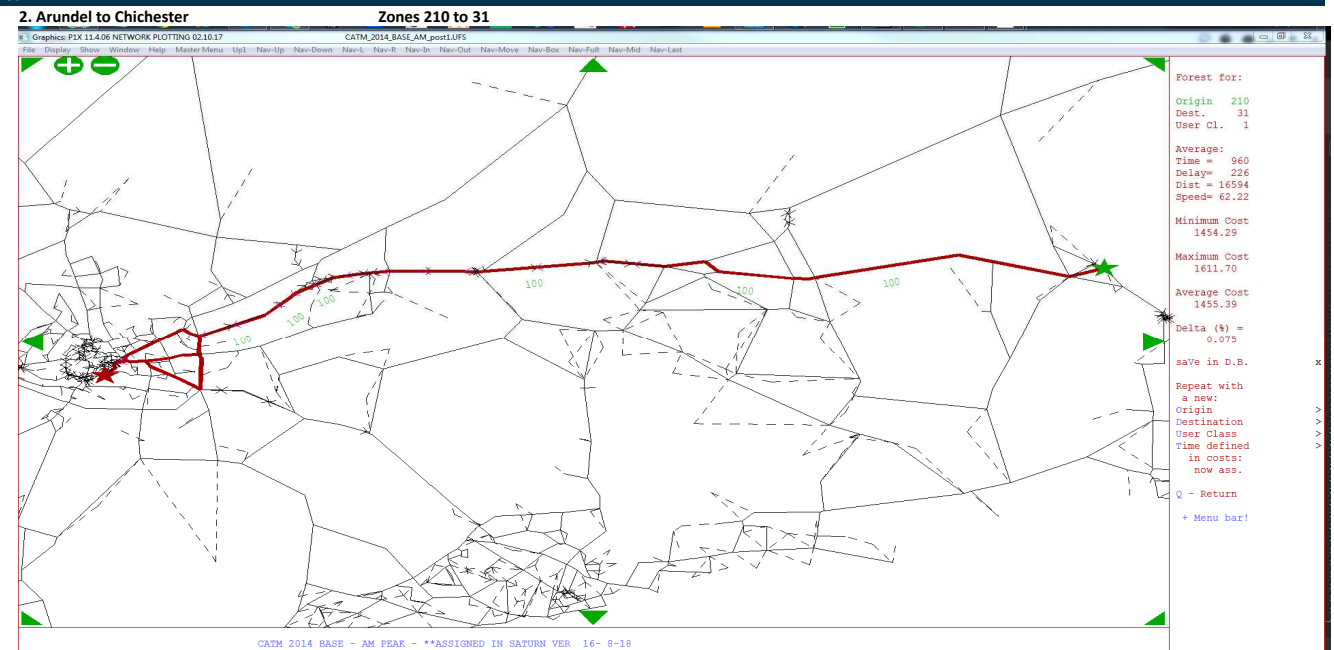 2. Arundel to Chichester Zones 210 to 31
Graphics: P1X 11.4.06 NETWORK PLOTTING 02.10.17 CATM_2014_BASE_AM_post1.UFS
File Display Show Window Help Master Menu Up1 Nav-Up Nav-Down Nav-L Nav-R Nav-In Nav-Out Nav-Move Nav-Box Nav-Full Nav-Mid Nav-Last
Forest for:
Origin 210
Dest. 31
User Cl. 1
Average:
Time = 960
Delay= 226
Dist = 16594
Speed= 62.22
Minimum Cost
1454.29
Maximum Cost
1611.70
Average Cost
1455.39
Delta (%) =
0.075
saVe in D.B. x
Repeat with
a new:
Origin >
Destination >
User Class >
Time defined >
in costs:
now ass.
Q - Return
+ Menu bar!
100
100
100
100
100
100
CATM 2014 BASE - AM PEAK - **ASSIGNED IN SATURN VER 16- 8-18